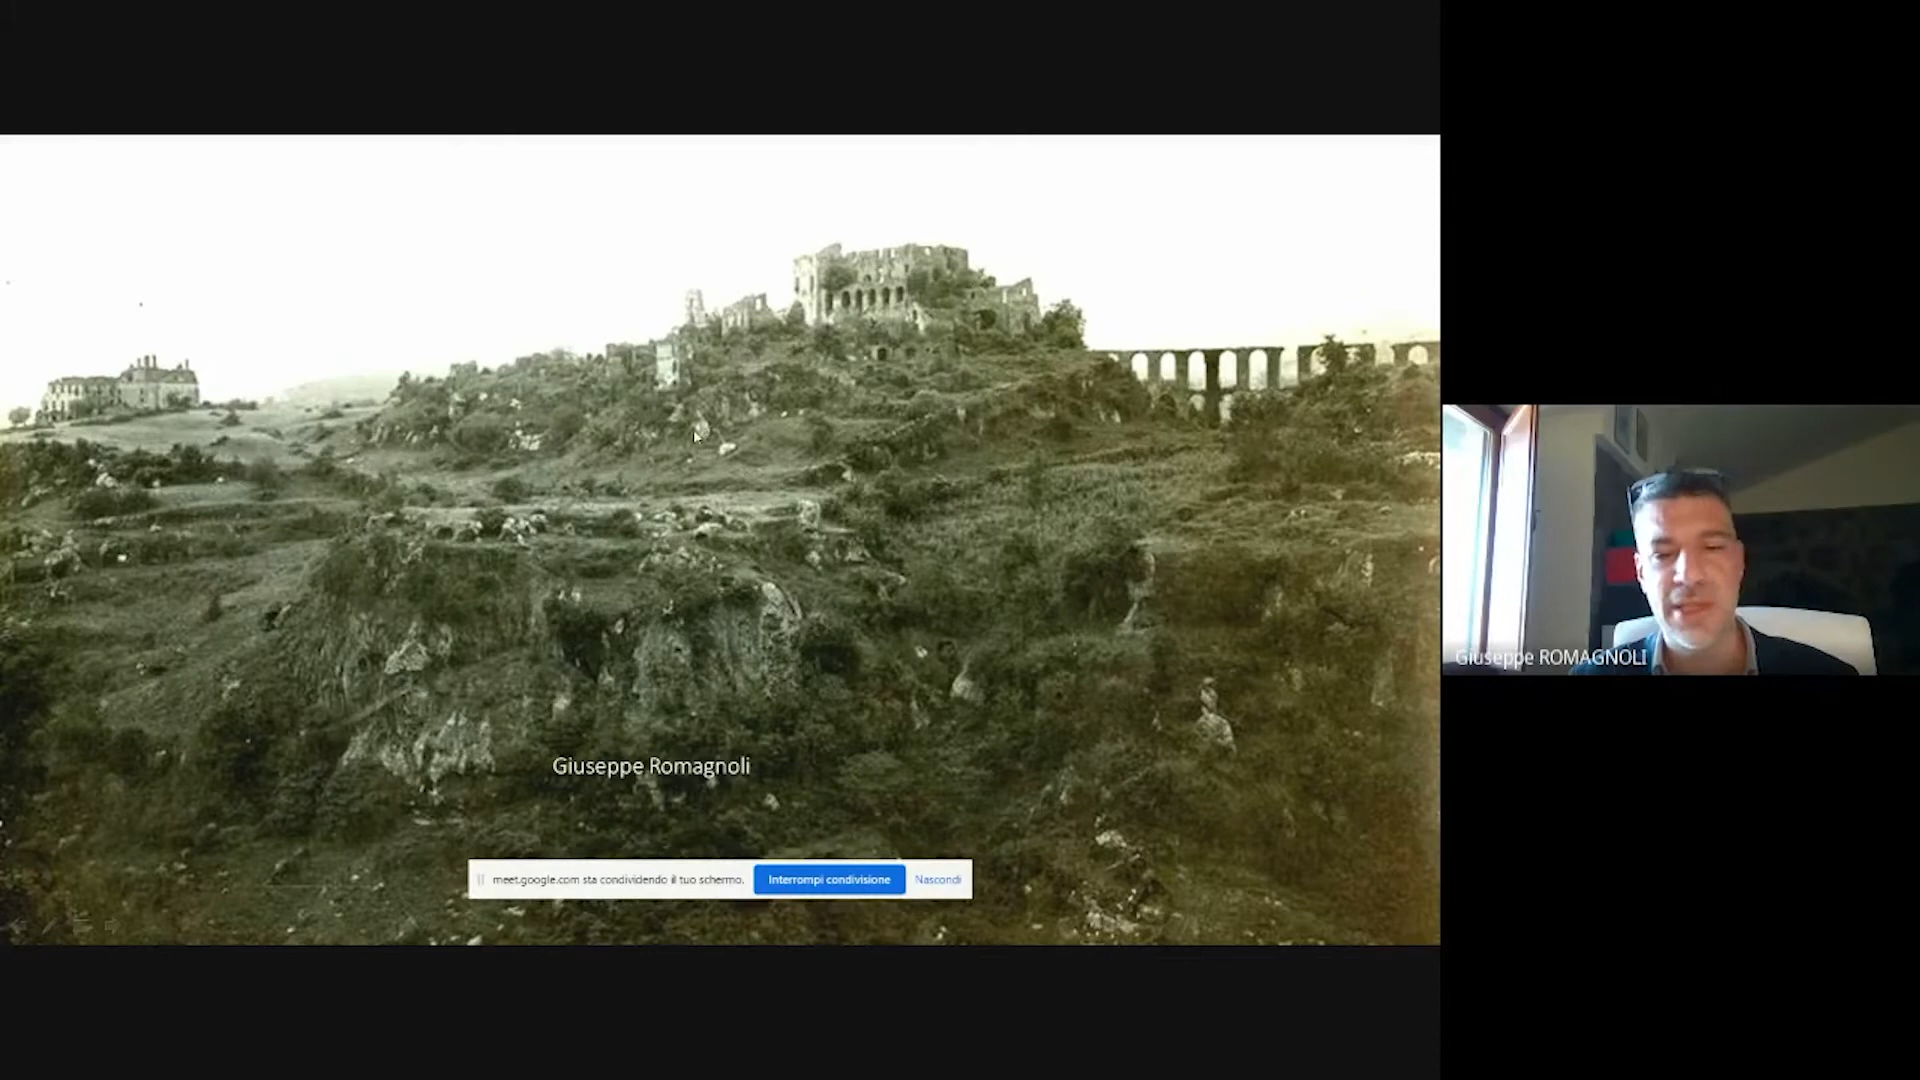 Giuseppe Romagnoli
meet.google.com sta condividendo il tuo schermo. Interrompi condivisione Nascondi
Giuseppe ROMAGNOLI